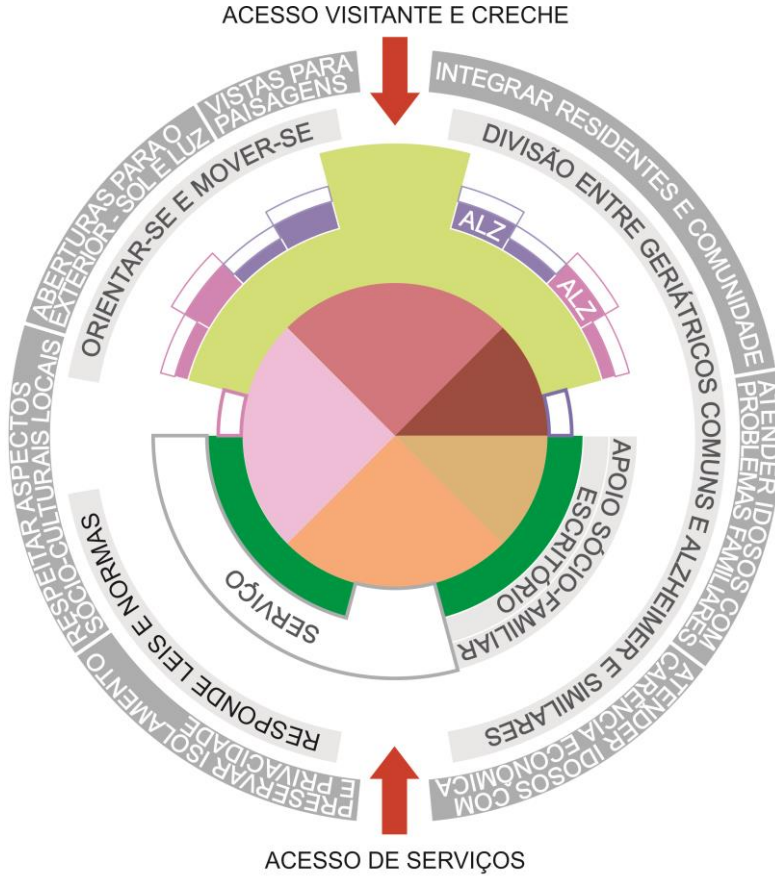 ACESSO VISITANTE E CRECHE
VISTAS PARA
PAISAGENS
ABERTURAS PARA O
EXTERIOR - SOL E LUZ
RESPEITAR ASPECTOS
SÓCIO-CULTURAIS LOCAIS
PRESERVAR ISOLAMENTO
E PRIVACIDADE
INTEGRAR RESIDENTES E COMUNIDADE
ATENDER IDOSOS COM
PROBLEMAS FAMILARES
ATENDER IDOSOS COM
CARÊNCIA ECONÔMICA
ORIENTAR-SE E MOVER-SE
DIVISÃO ENTRE GERIÁTRICOS COMUNS E ALZHEIMER E SIMILARES
RESPONDE LEIS E NORMAS
ALZ
ALZ
APOIO SÓCIO-FAMILIAR
ESCRITÓRIO
SERVIÇO
ACESSO DE SERVIÇOS